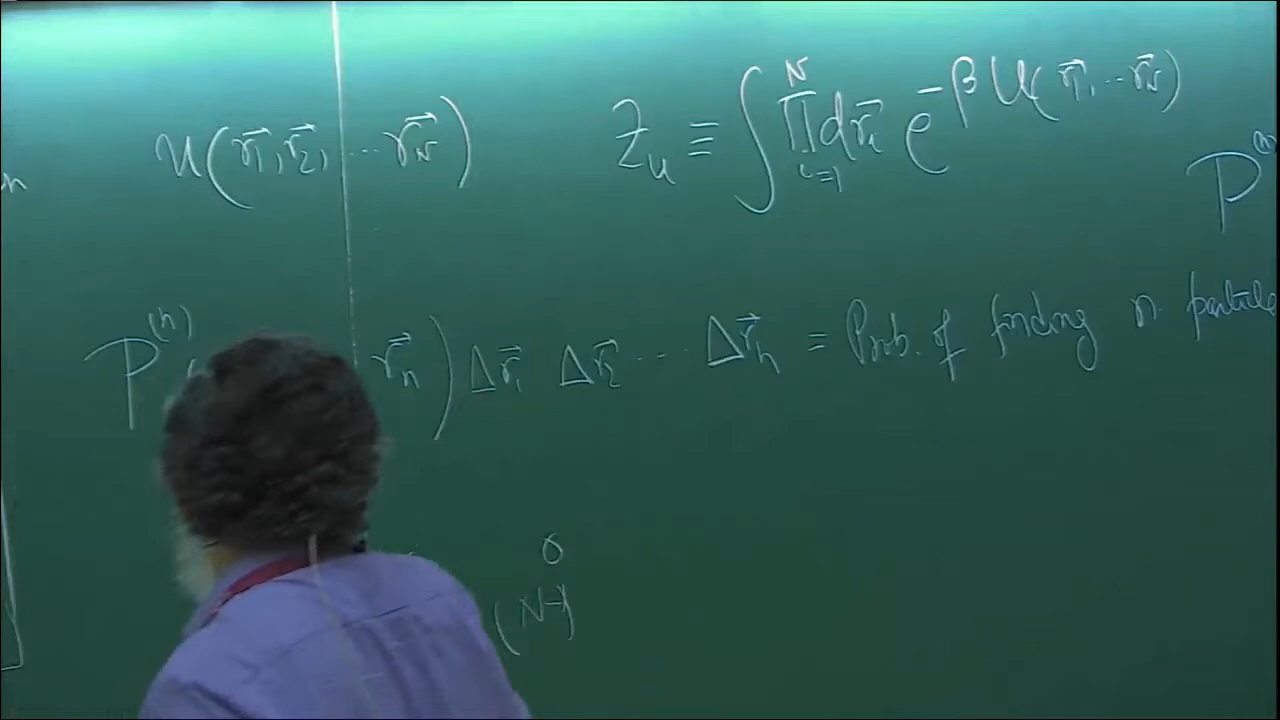 U(r⃗₁, r⃗₂, ... r⃗_N)    Z_u ≡ ∫ ∏_{i=1}^{N} dr⃗_i e^{-βU(r⃗₁, ... r⃗_N)}
P^{(n)} r⃗_n) Δr⃗₁ Δr⃗₂ ... Δr⃗_n = Prob. of finding n particle
(N-1)